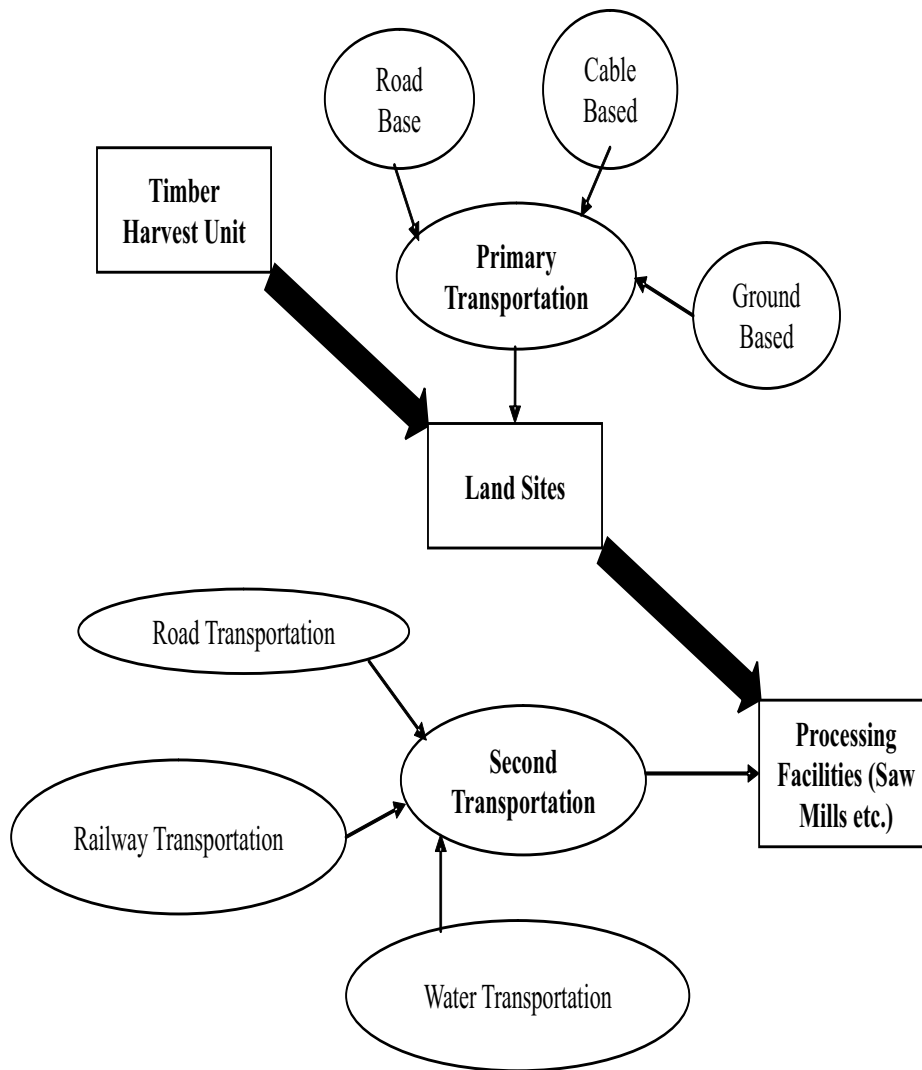 Road
Base
Cable
Based
Timber
Harvest Unit
Primary
Transportation
Ground
Based
Land Sites
Road Transportation
Second
Transportation
Processing
Facilities (Saw
Mills etc.)
Railway Transportation
Water Transportation